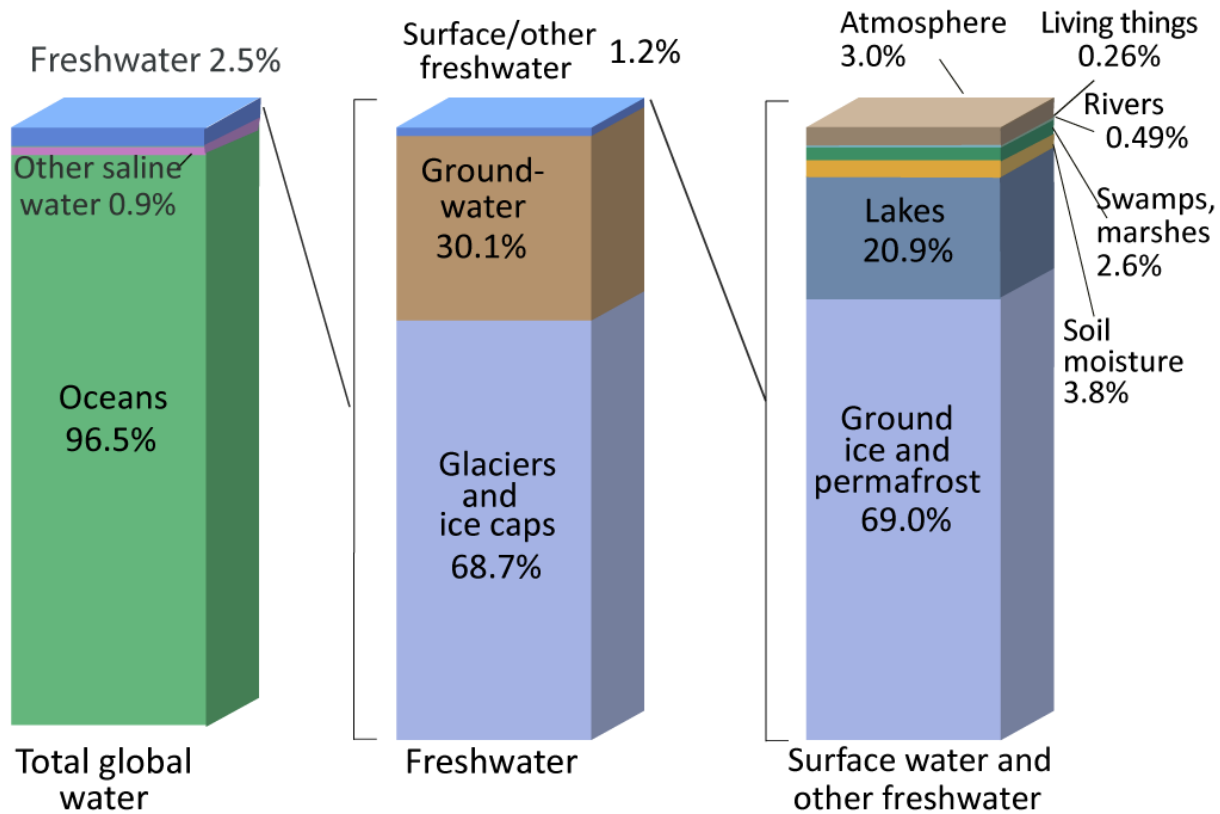 Freshwater 2.5%
Other saline
water 0.9%
Oceans
96.5%
Total global
water
Surface/other
freshwater
1.2%
Ground-
water
30.1%
Glaciers
and
ice caps
68.7%
Freshwater
Atmosphere
3.0%
Living things
0.26%
Rivers
0.49%
Swamps,
marshes
2.6%
Soil
moisture
3.8%
Lakes
20.9%
Ground
ice and
permafrost
69.0%
Surface water and
other freshwater